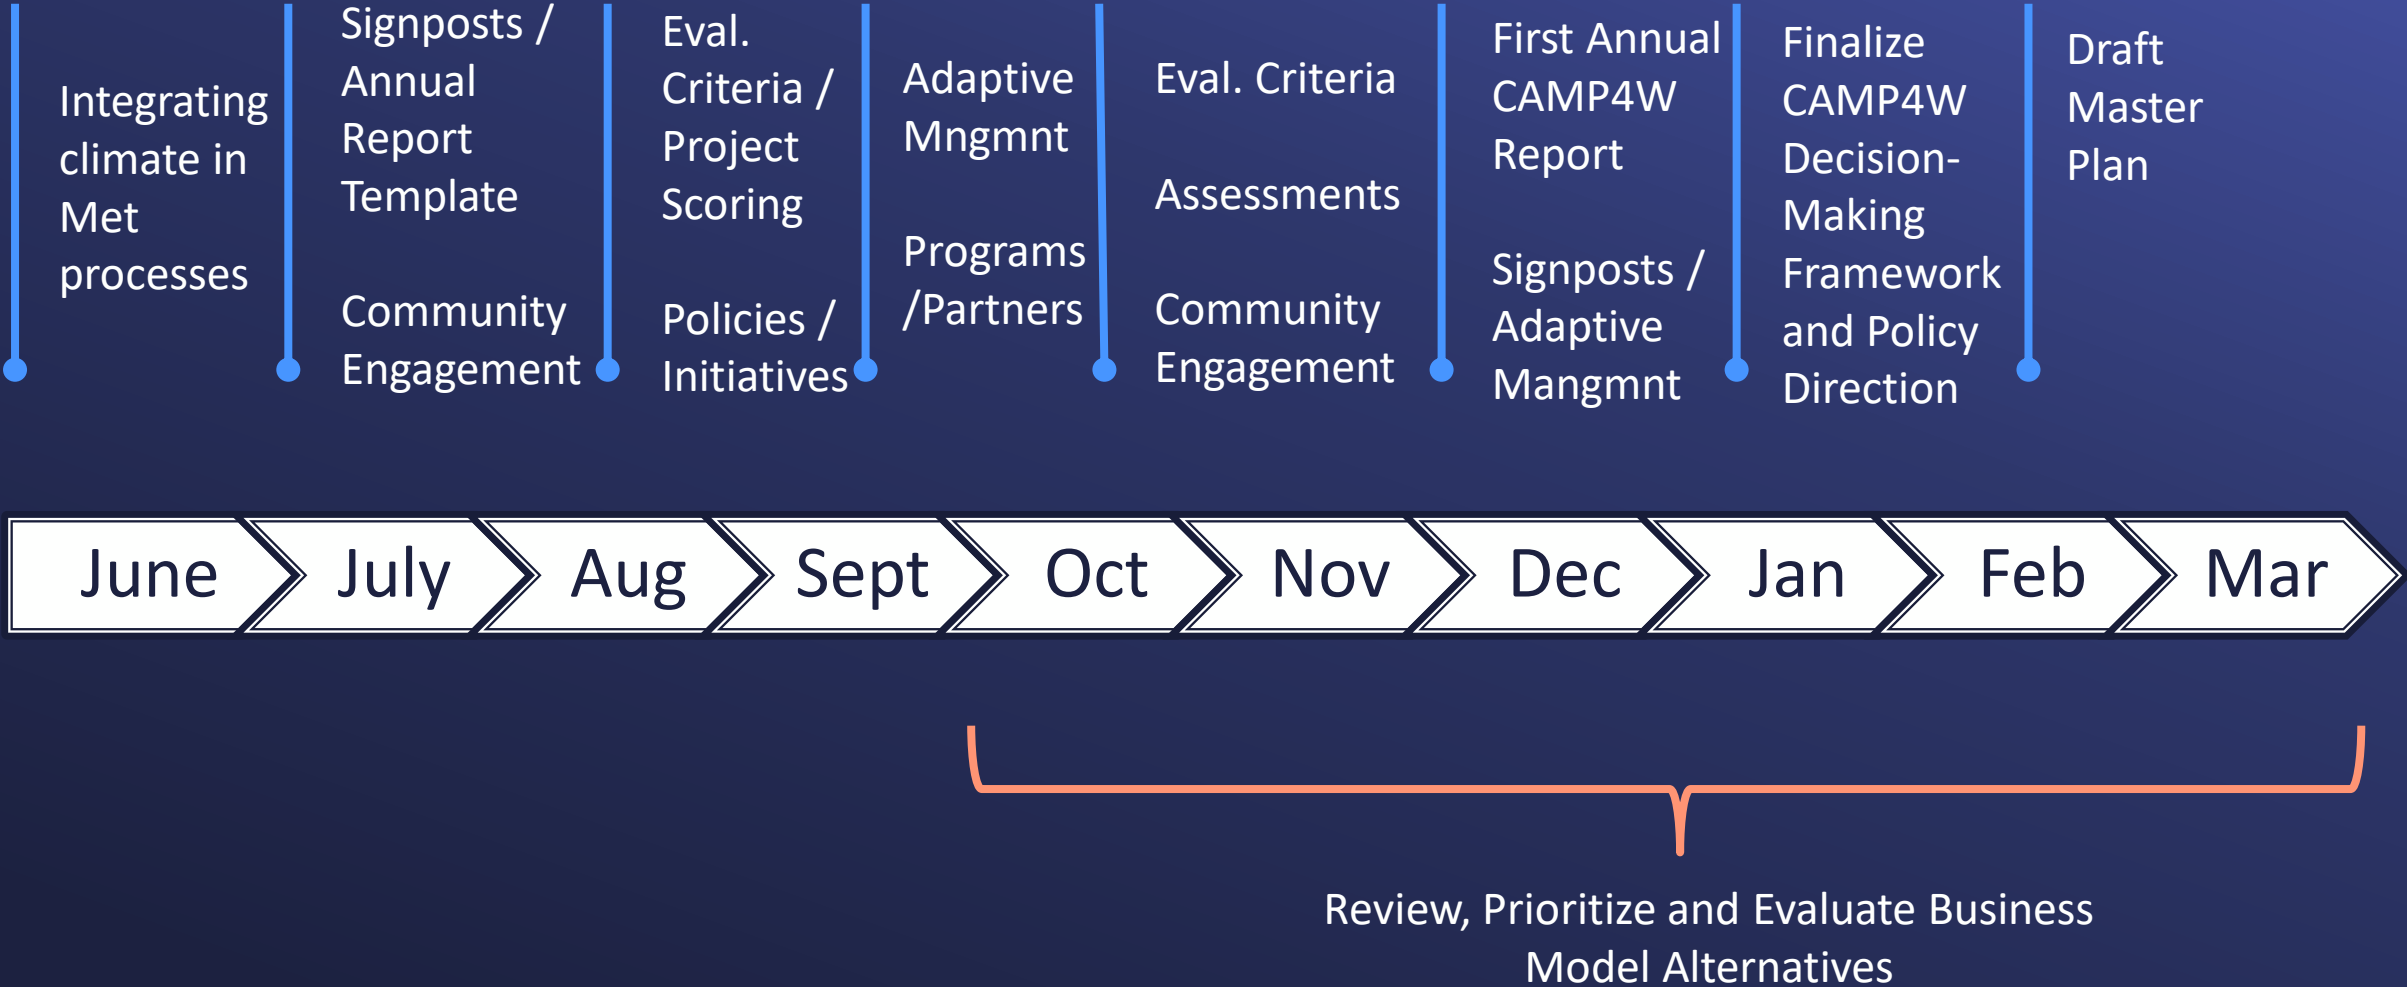 Integrating
climate in
Met
processes
Signposts /
Annual
Report
Template
Community
Engagement
Eval.
Criteria /
Project
Scoring
Policies /
Initiatives
Adaptive
Mngmnt
Programs
/Partners
Eval. Criteria
Assessments
Community
Engagement
First Annual
CAMP4W
Report
Signposts /
Adaptive
Mangmnt
Finalize
CAMP4W
Decision-
Making
Framework
and Policy
Direction
Draft
Master
Plan
June
July
Aug
Sept
Oct
Nov
Dec
Jan
Feb
Mar
Review, Prioritize and Evaluate Business
Model Alternatives